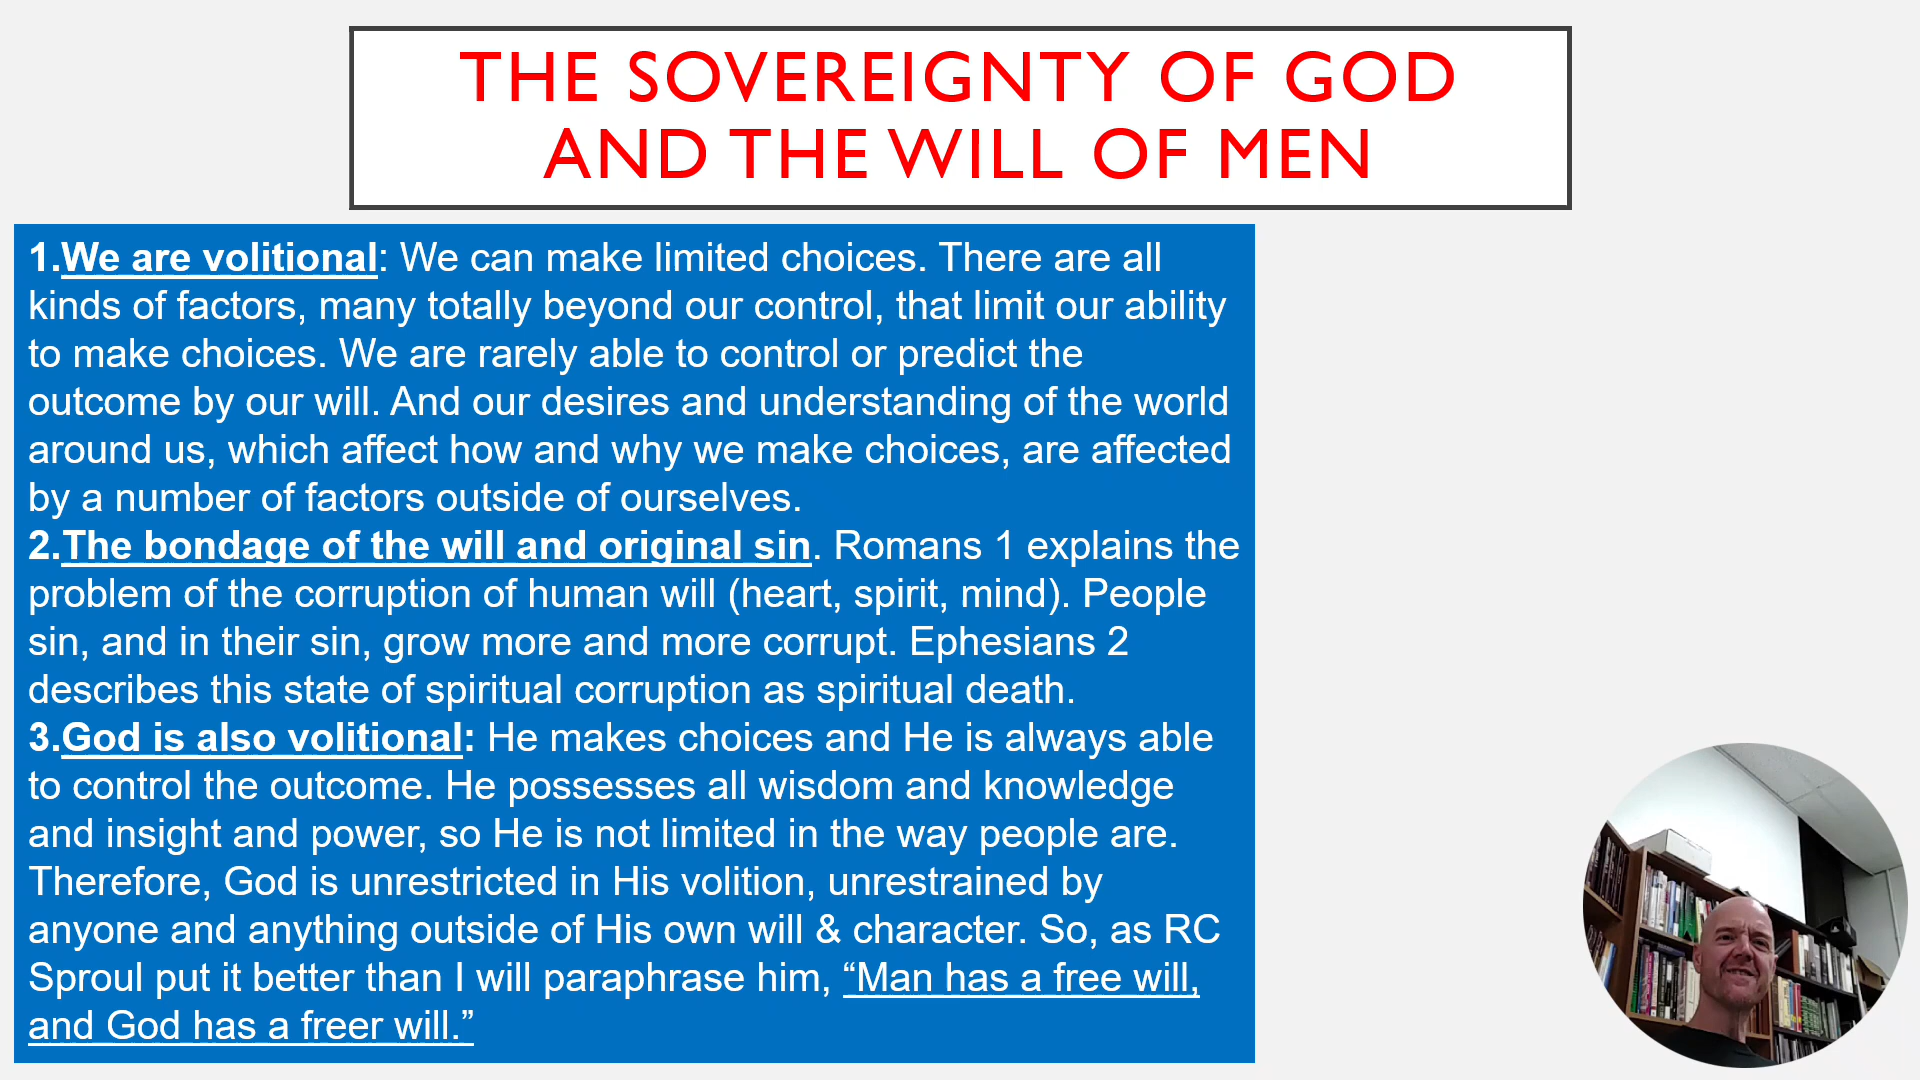 THE SOVEREIGNTY OF GOD
AND THE WILL OF MEN
1.We are volitional: We can make limited choices. There are all
kinds of factors, many totally beyond our control, that limit our ability
to make choices. We are rarely able to control or predict the
outcome by our will. And our desires and understanding of the world
around us, which affect how and why we make choices, are affected
by a number of factors outside of ourselves.
2.The bondage of the will and original sin. Romans 1 explains the
problem of the corruption of human will (heart, spirit, mind). People
sin, and in their sin, grow more and more corrupt. Ephesians 2
describes this state of spiritual corruption as spiritual death.
3.God is also volitional: He makes choices and He is always able
to control the outcome. He possesses all wisdom and knowledge
and insight and power, so He is not limited in the way people are.
Therefore, God is unrestricted in His volition, unrestrained by
anyone and anything outside of His own will & character. So, as RC
Sproul put it better than I will paraphrase him, “Man has a free will,
and God has a freer will.”